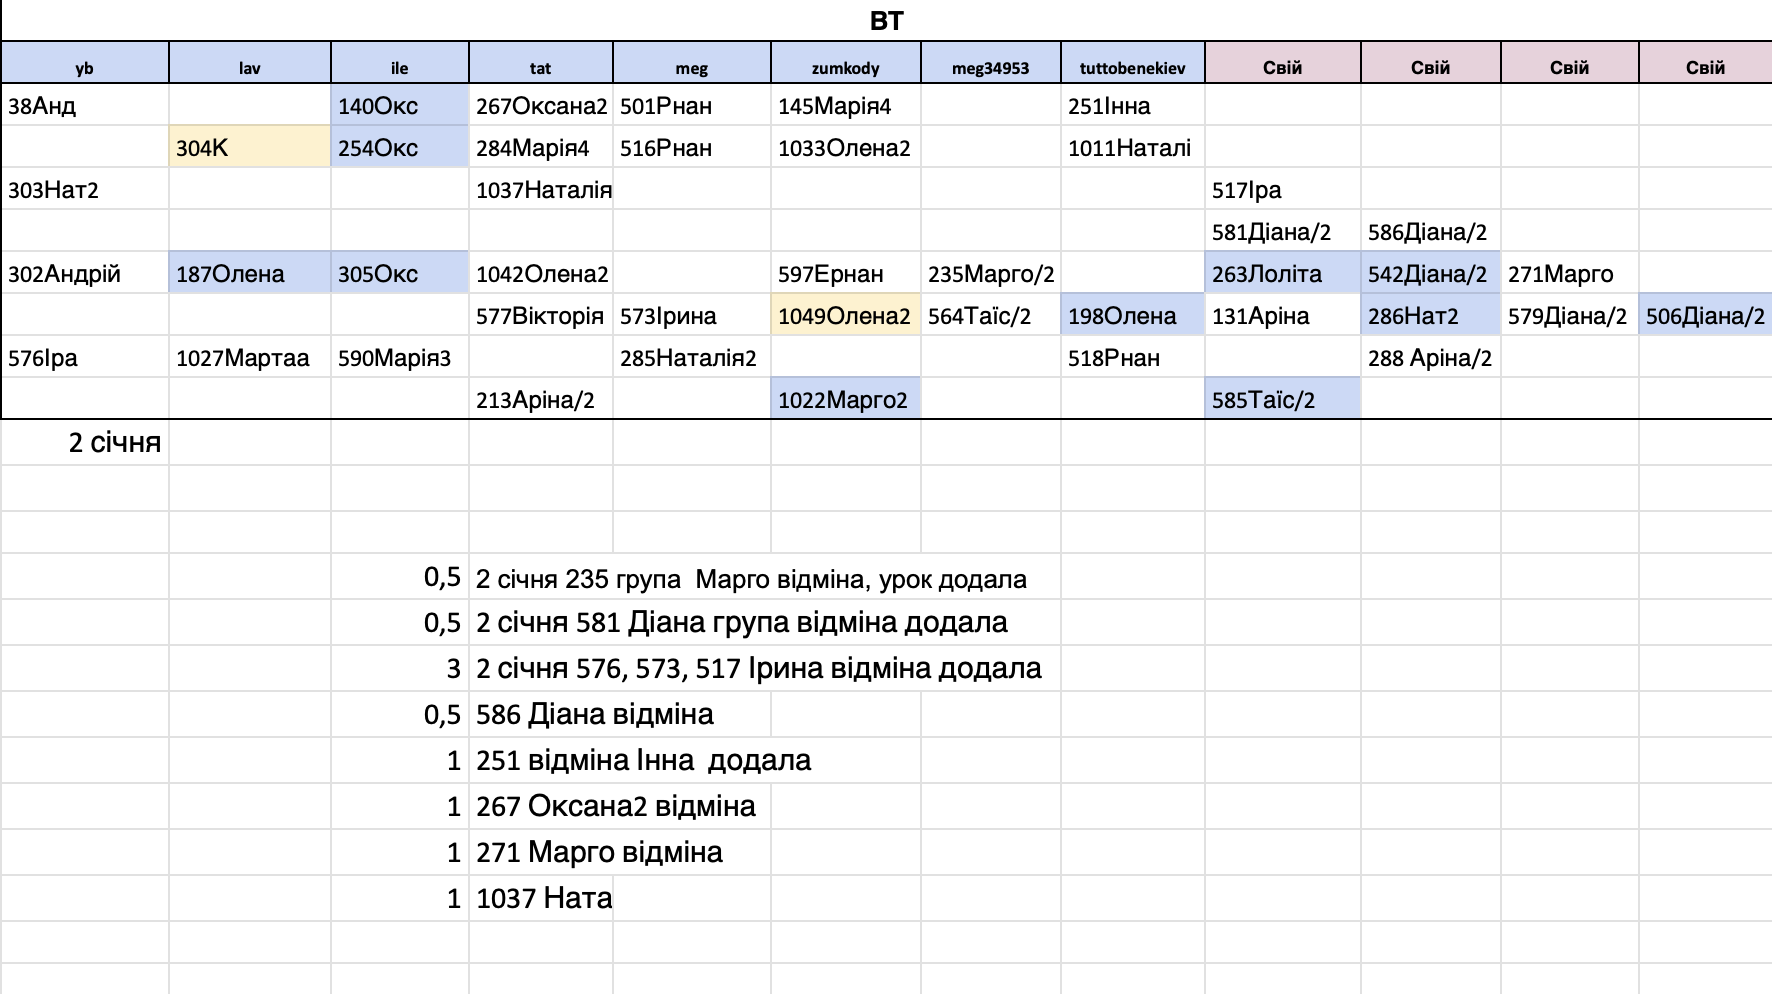 ВТ
yb lav ile tat meg zumkody meg34953 tuttobenekiev Свій Свій Свій Свій
38Анд 140Окс 267Оксана2 501Рнан 145Марія4 251Інна
304К 254Окс 284Марія4 516Рнан 1033Олена2 1011Наталі
303Нат2 1037Наталія 517Іра
581Діана/2 586Діана/2
302Андрій 187Олена 305Окс 1042Олена2 597Ернан 235Марго/2 263Лоліта 542Діана/2 271Марго
577Вікторія 573Ірина 1049Олена2 564Таїс/2 198Олена 131Аріна 286Нат2 579Діана/2 506Діана/2
576Іра 1027Мартаа 590Марія3 285Наталія2 518Рнан 288 Аріна/2
213Аріна/2 1022Марго2 585Таїс/2
2 січня
0,5 2 січня 235 група  Марго відміна, урок додала
0,5 2 січня 581 Діана група відміна додала
3 2 січня 576, 573, 517 Ірина відміна додала
0,5 586 Діана відміна
1 251 відміна Інна  додала
1 267 Оксана2 відміна
1 271 Марго відміна
1 1037 Ната